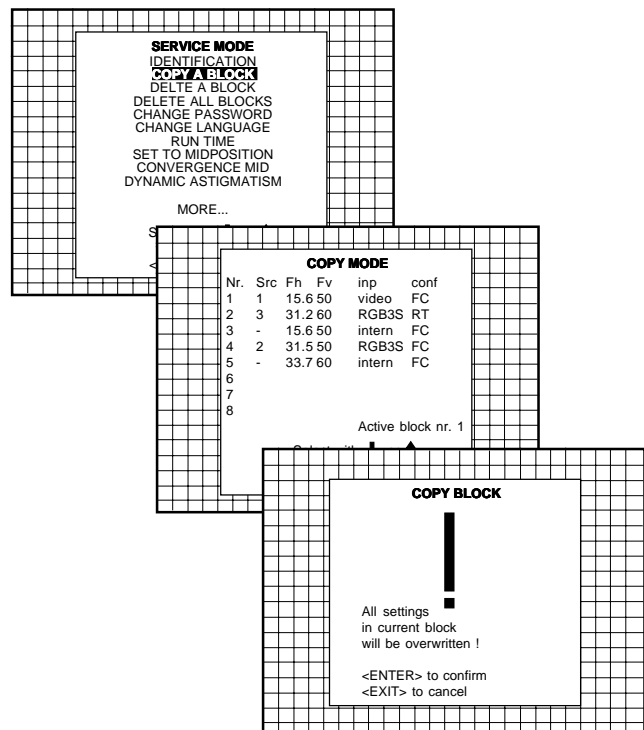 SERVICE MODE
IDENTIFICATION
COPY A BLOCK
DELTE A BLOCK
DELETE ALL BLOCKS
CHANGE PASSWORD
CHANGE LANGUAGE
RUN TIME
SET TO MIDPOSITION
CONVERGENCE MID
DYNAMIC ASTIGMATISM
MORE...
S
<
COPY MODE
Nr. Src Fh Fv inp conf
1 1 15.6 50 video FC
2 3 31.2 60 RGB3S RT
3 - 15.6 50 intern FC
4 2 31.5 50 RGB3S FC
5 - 33.7 60 intern FC
6
7
8
Active block nr. 1
COPY BLOCK
!
All settings
in current block
will be overwritten !
<ENTER> to confirm
<EXIT> to cancel